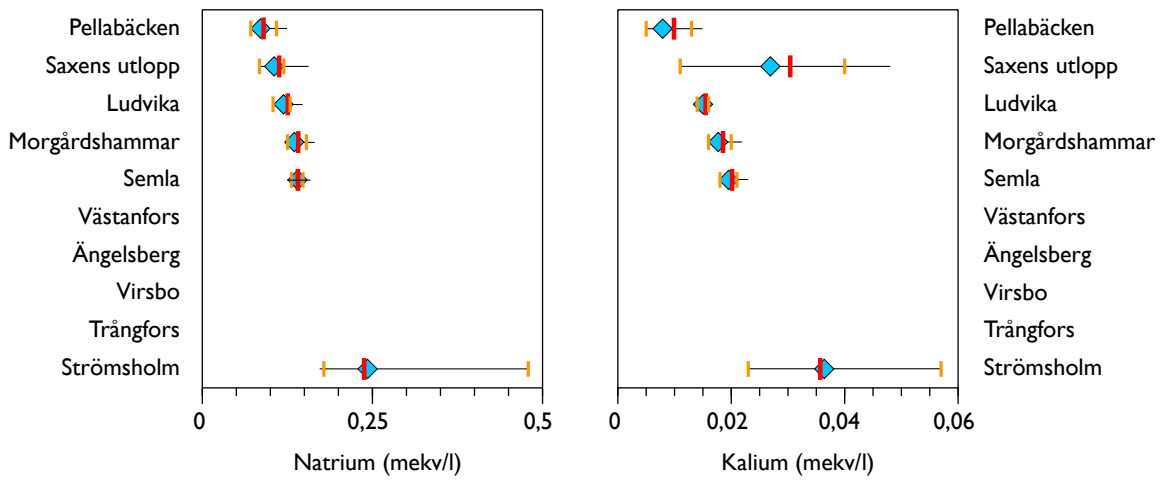 Pellabäcken
Saxens utlopp
Ludvika
Morgårdshammar
Semla
Västanfors
Ängelsberg
Virsbo
Trångfors
Strömsholm
0 0,25 0,5
Natrium (mekv/l)
Pellabäcken
Saxens utlopp
Ludvika
Morgårdshammar
Semla
Västanfors
Ängelsberg
Virsbo
Trångfors
Strömsholm
0 0,02 0,04 0,06
Kalium (mekv/l)